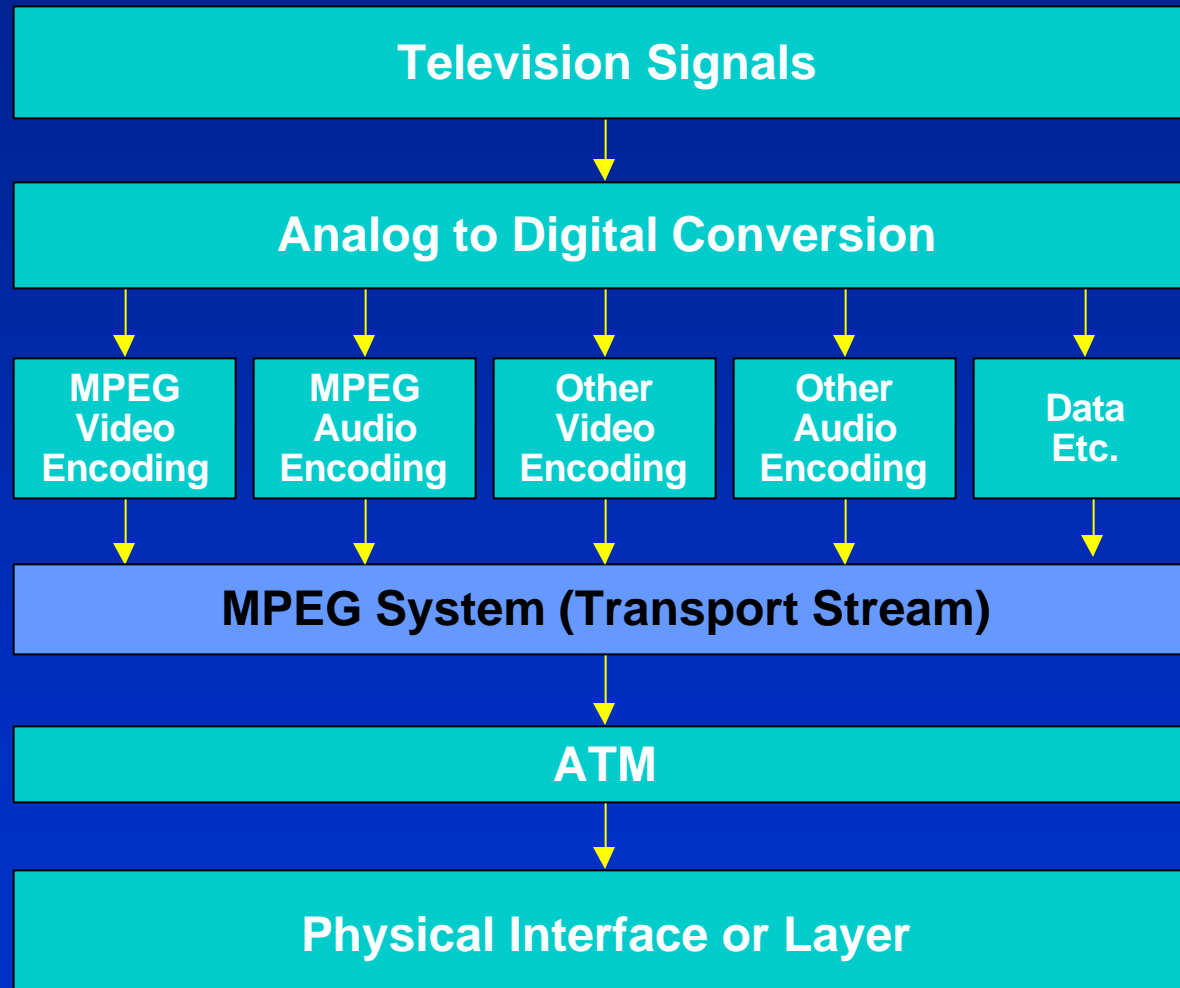 Television Signals
Analog to Digital Conversion
MPEG
Video
Encoding
MPEG
Audio
Encoding
Other
Video
Encoding
Other
Audio
Encoding
Data
Etc.
MPEG System (Transport Stream)
ATM
Physical Interface or Layer